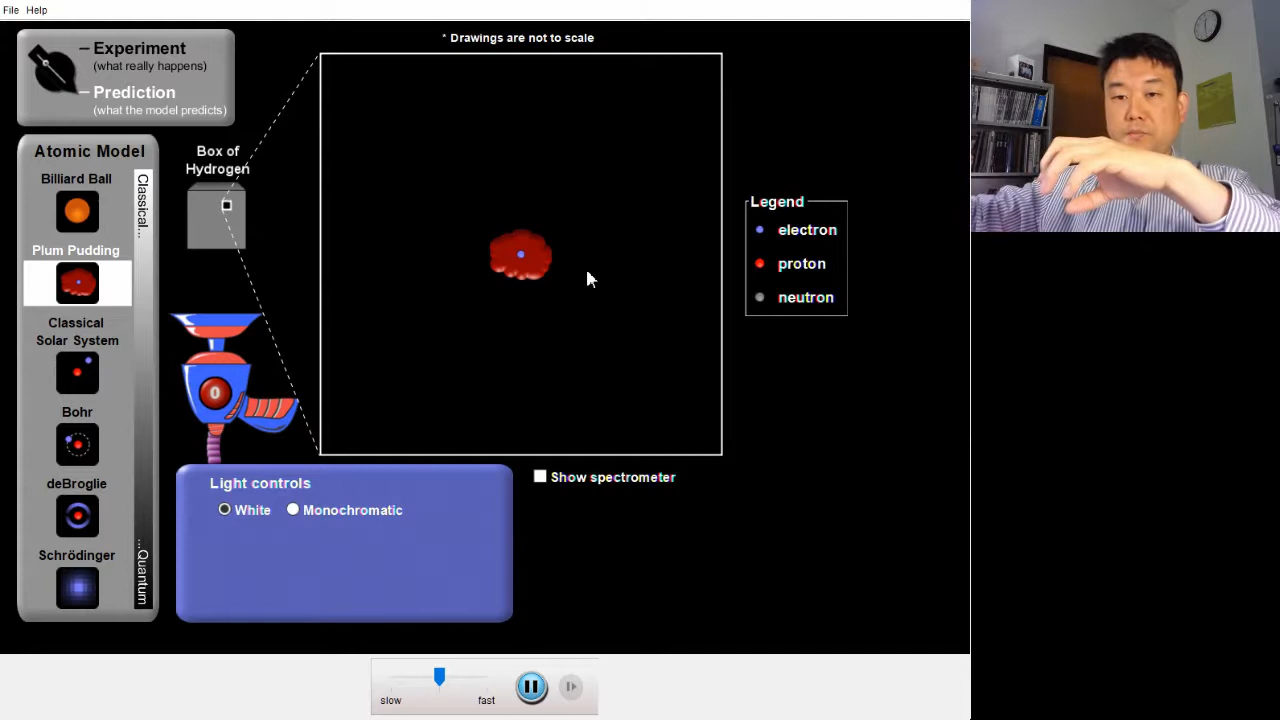 File Help
* Drawings are not to scale
Experiment
(what really happens)
Prediction
(what the model predicts)
Atomic Model
Billiard Ball
Plum Pudding
Classical
Solar System
Bohr
deBroglie
Schrödinger
Classical...
...Quantum
Box of
Hydrogen
0
Legend
electron
proton
neutron
Show spectrometer
Light controls
White
Monochromatic
slow
fast